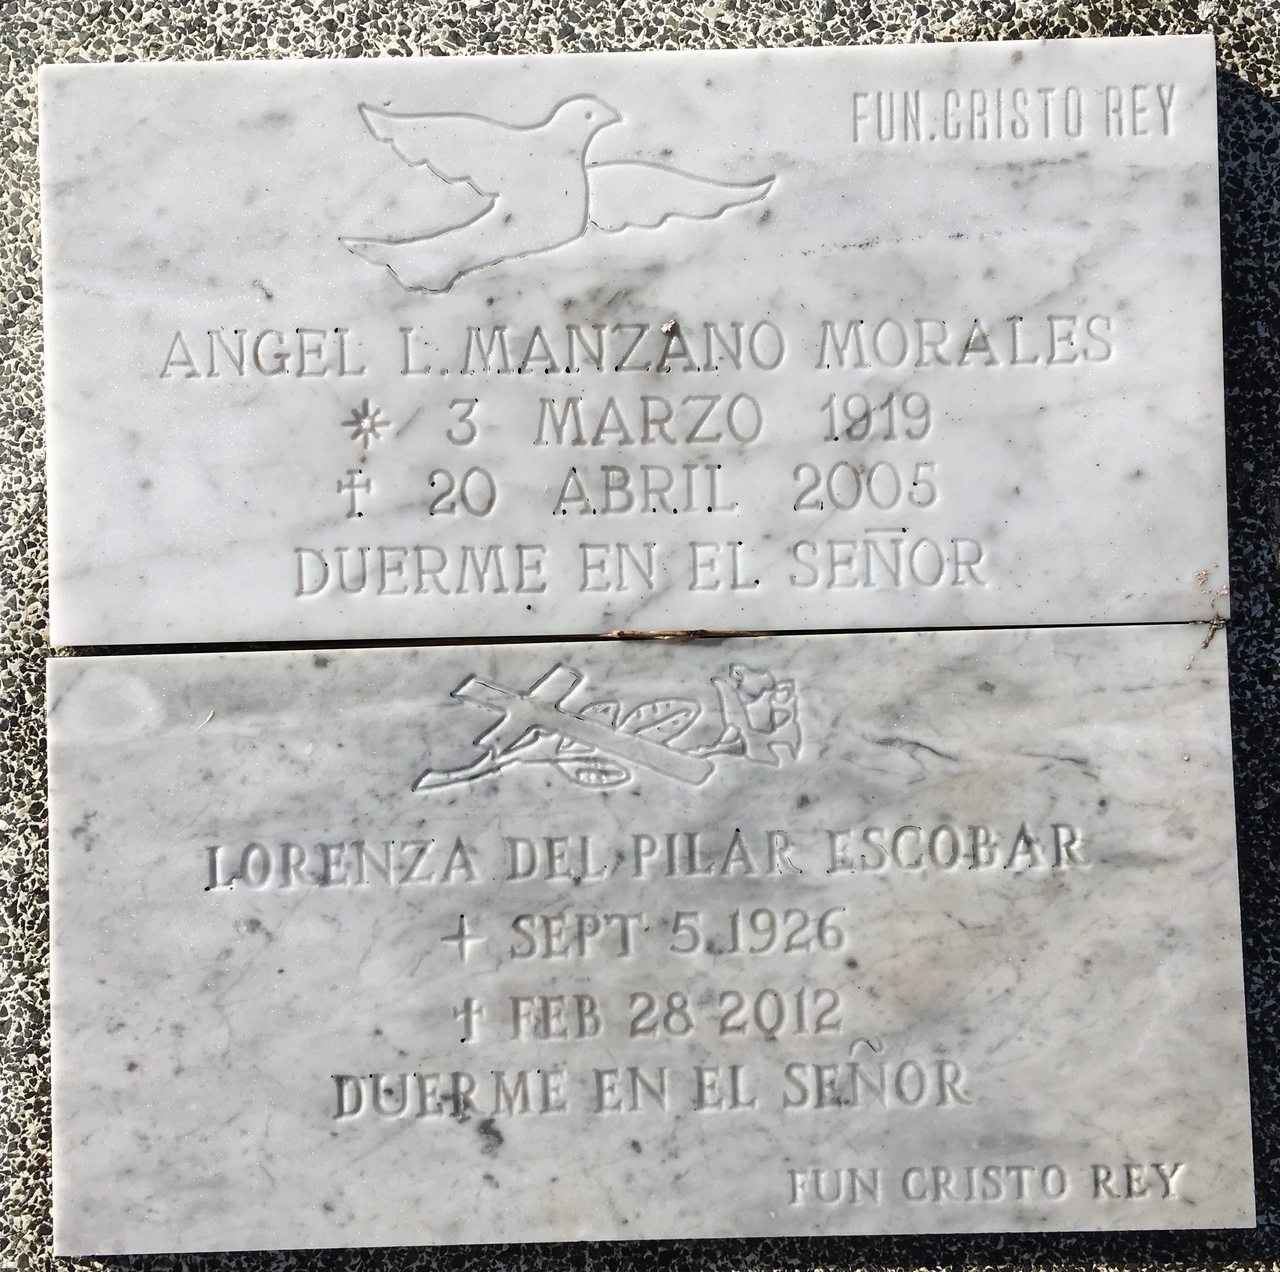 FUN. CRISTO REY
ANGEL L. MANZANO MORALES
* 3 MARZO 1919
✝ 20 ABRIL 2005
DUERME EN EL SEÑOR
LORENZA DEL PILAR ESCOBAR
+ SEPT 5, 1926
✝ FEB 28 2012
DUERME EN EL SEÑOR
FUN CRISTO REY